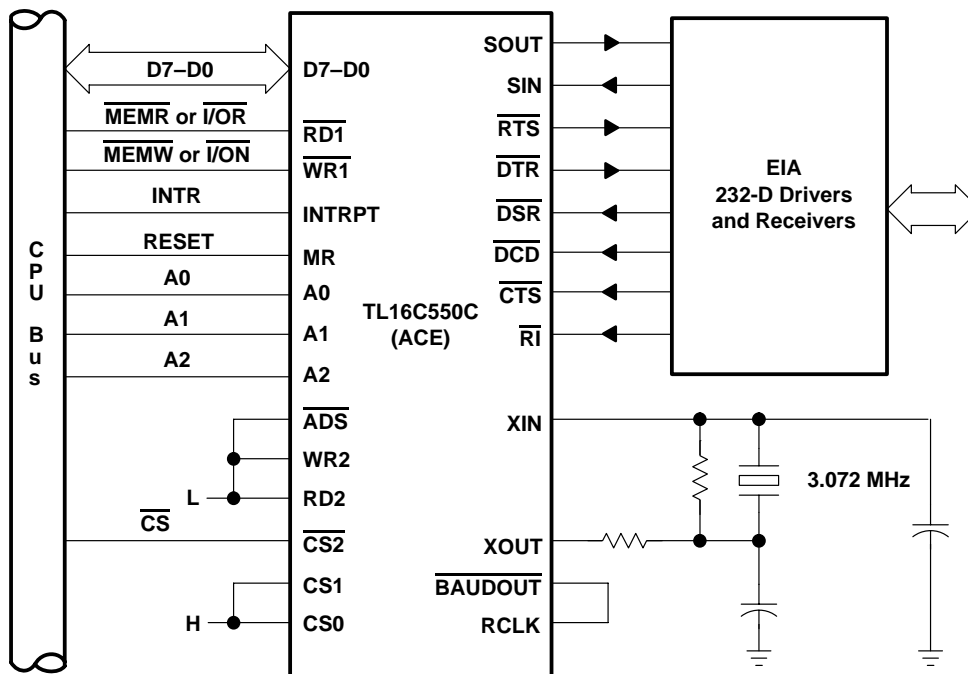 CPU Bus
D7–D0
MEMR or I/OR
MEMW or I/ON
INTR
RESET
A0
A1
A2
L
CS
H
D7–D0
RD1
WR1
INTRPT
MR
A0
A1
A2
ADS
WR2
RD2
CS2
CS1
CS0
TL16C550C
(ACE)
SOUT
SIN
RTS
DTR
DSR
DCD
CTS
RI
XIN
XOUT
BAUDOUT
RCLK
EIA
232-D Drivers
and Receivers
3.072 MHz